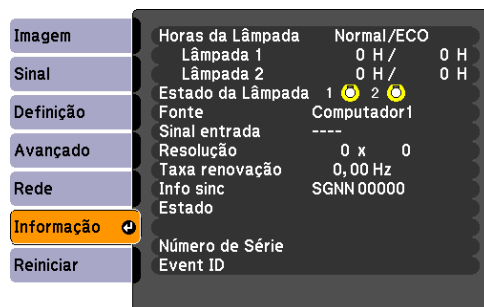 Imagem
Sinal
Definição
Avançado
Rede
Informação
Reiniciar
Horas da Lâmpada Normal/ECO
Lâmpada 1 0 H/ 0 H
Lâmpada 2 0 H/ 0 H
Estado da Lâmpada 1 2
Fonte Computador1
Sinal entrada ----
Resolução 0 x 0
Taxa renovação 0,00 Hz
Info sinc SGNN 00000
Estado
Número de Série
Event ID